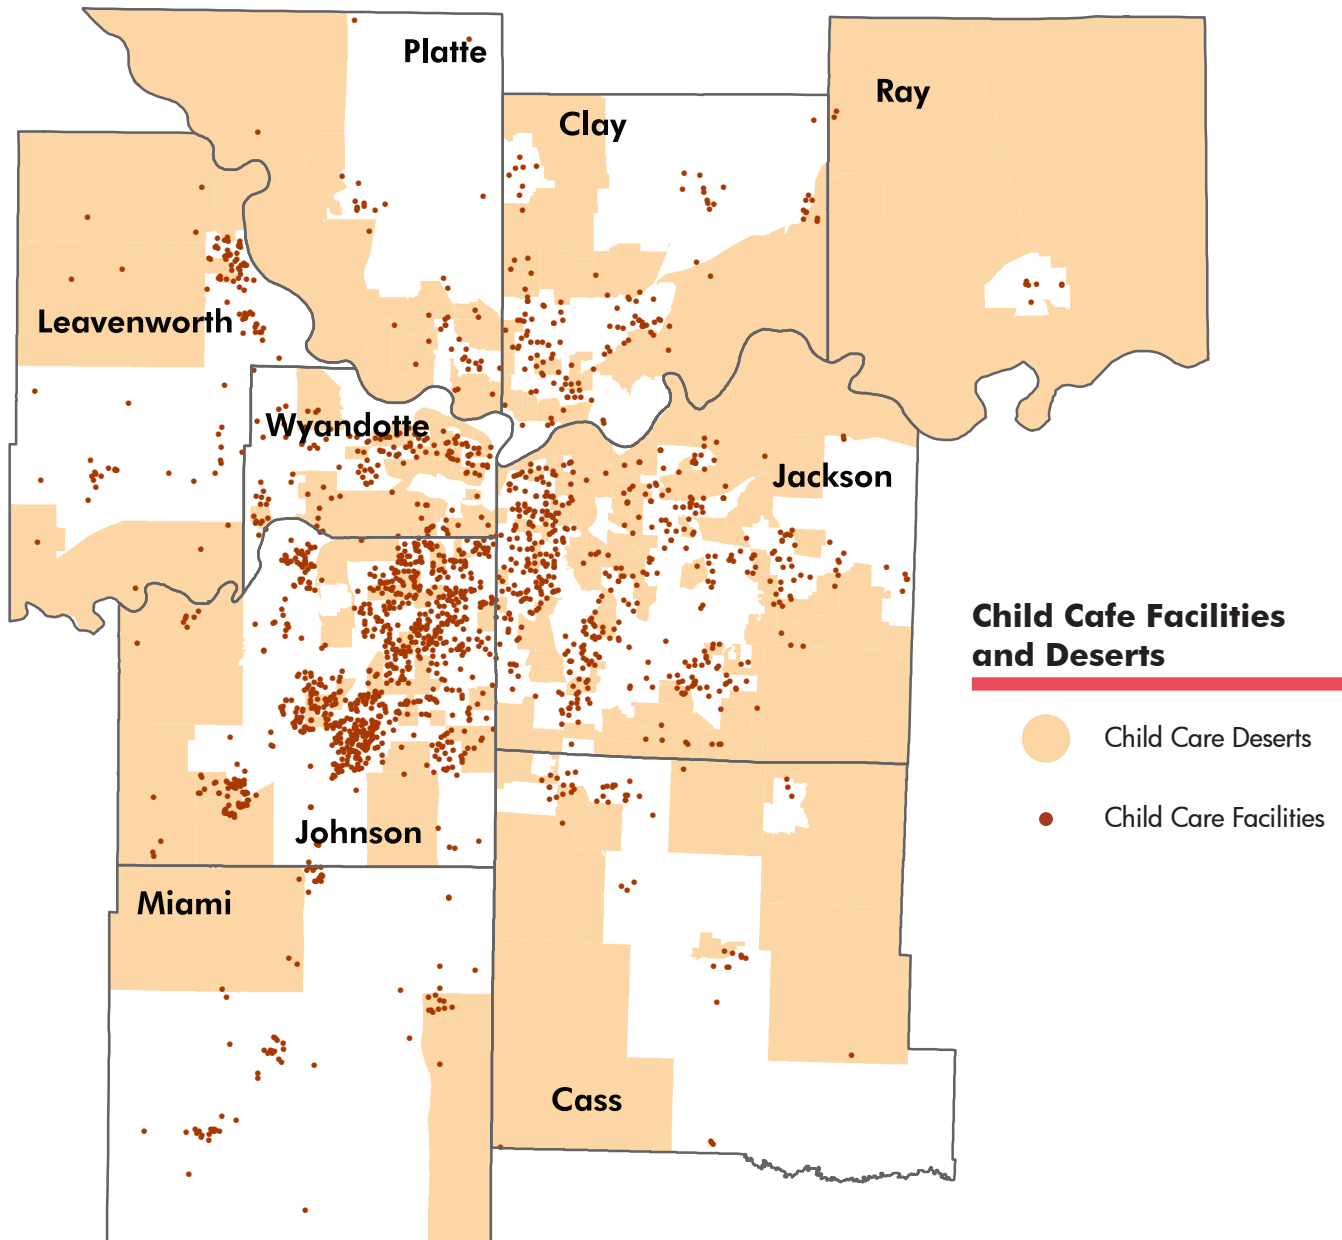 Platte
Ray
Clay
Leavenworth
Wyandotte
Jackson
Child Cafe Facilities
and Deserts
Child Care Deserts
Child Care Facilities
Johnson
Miami
Cass